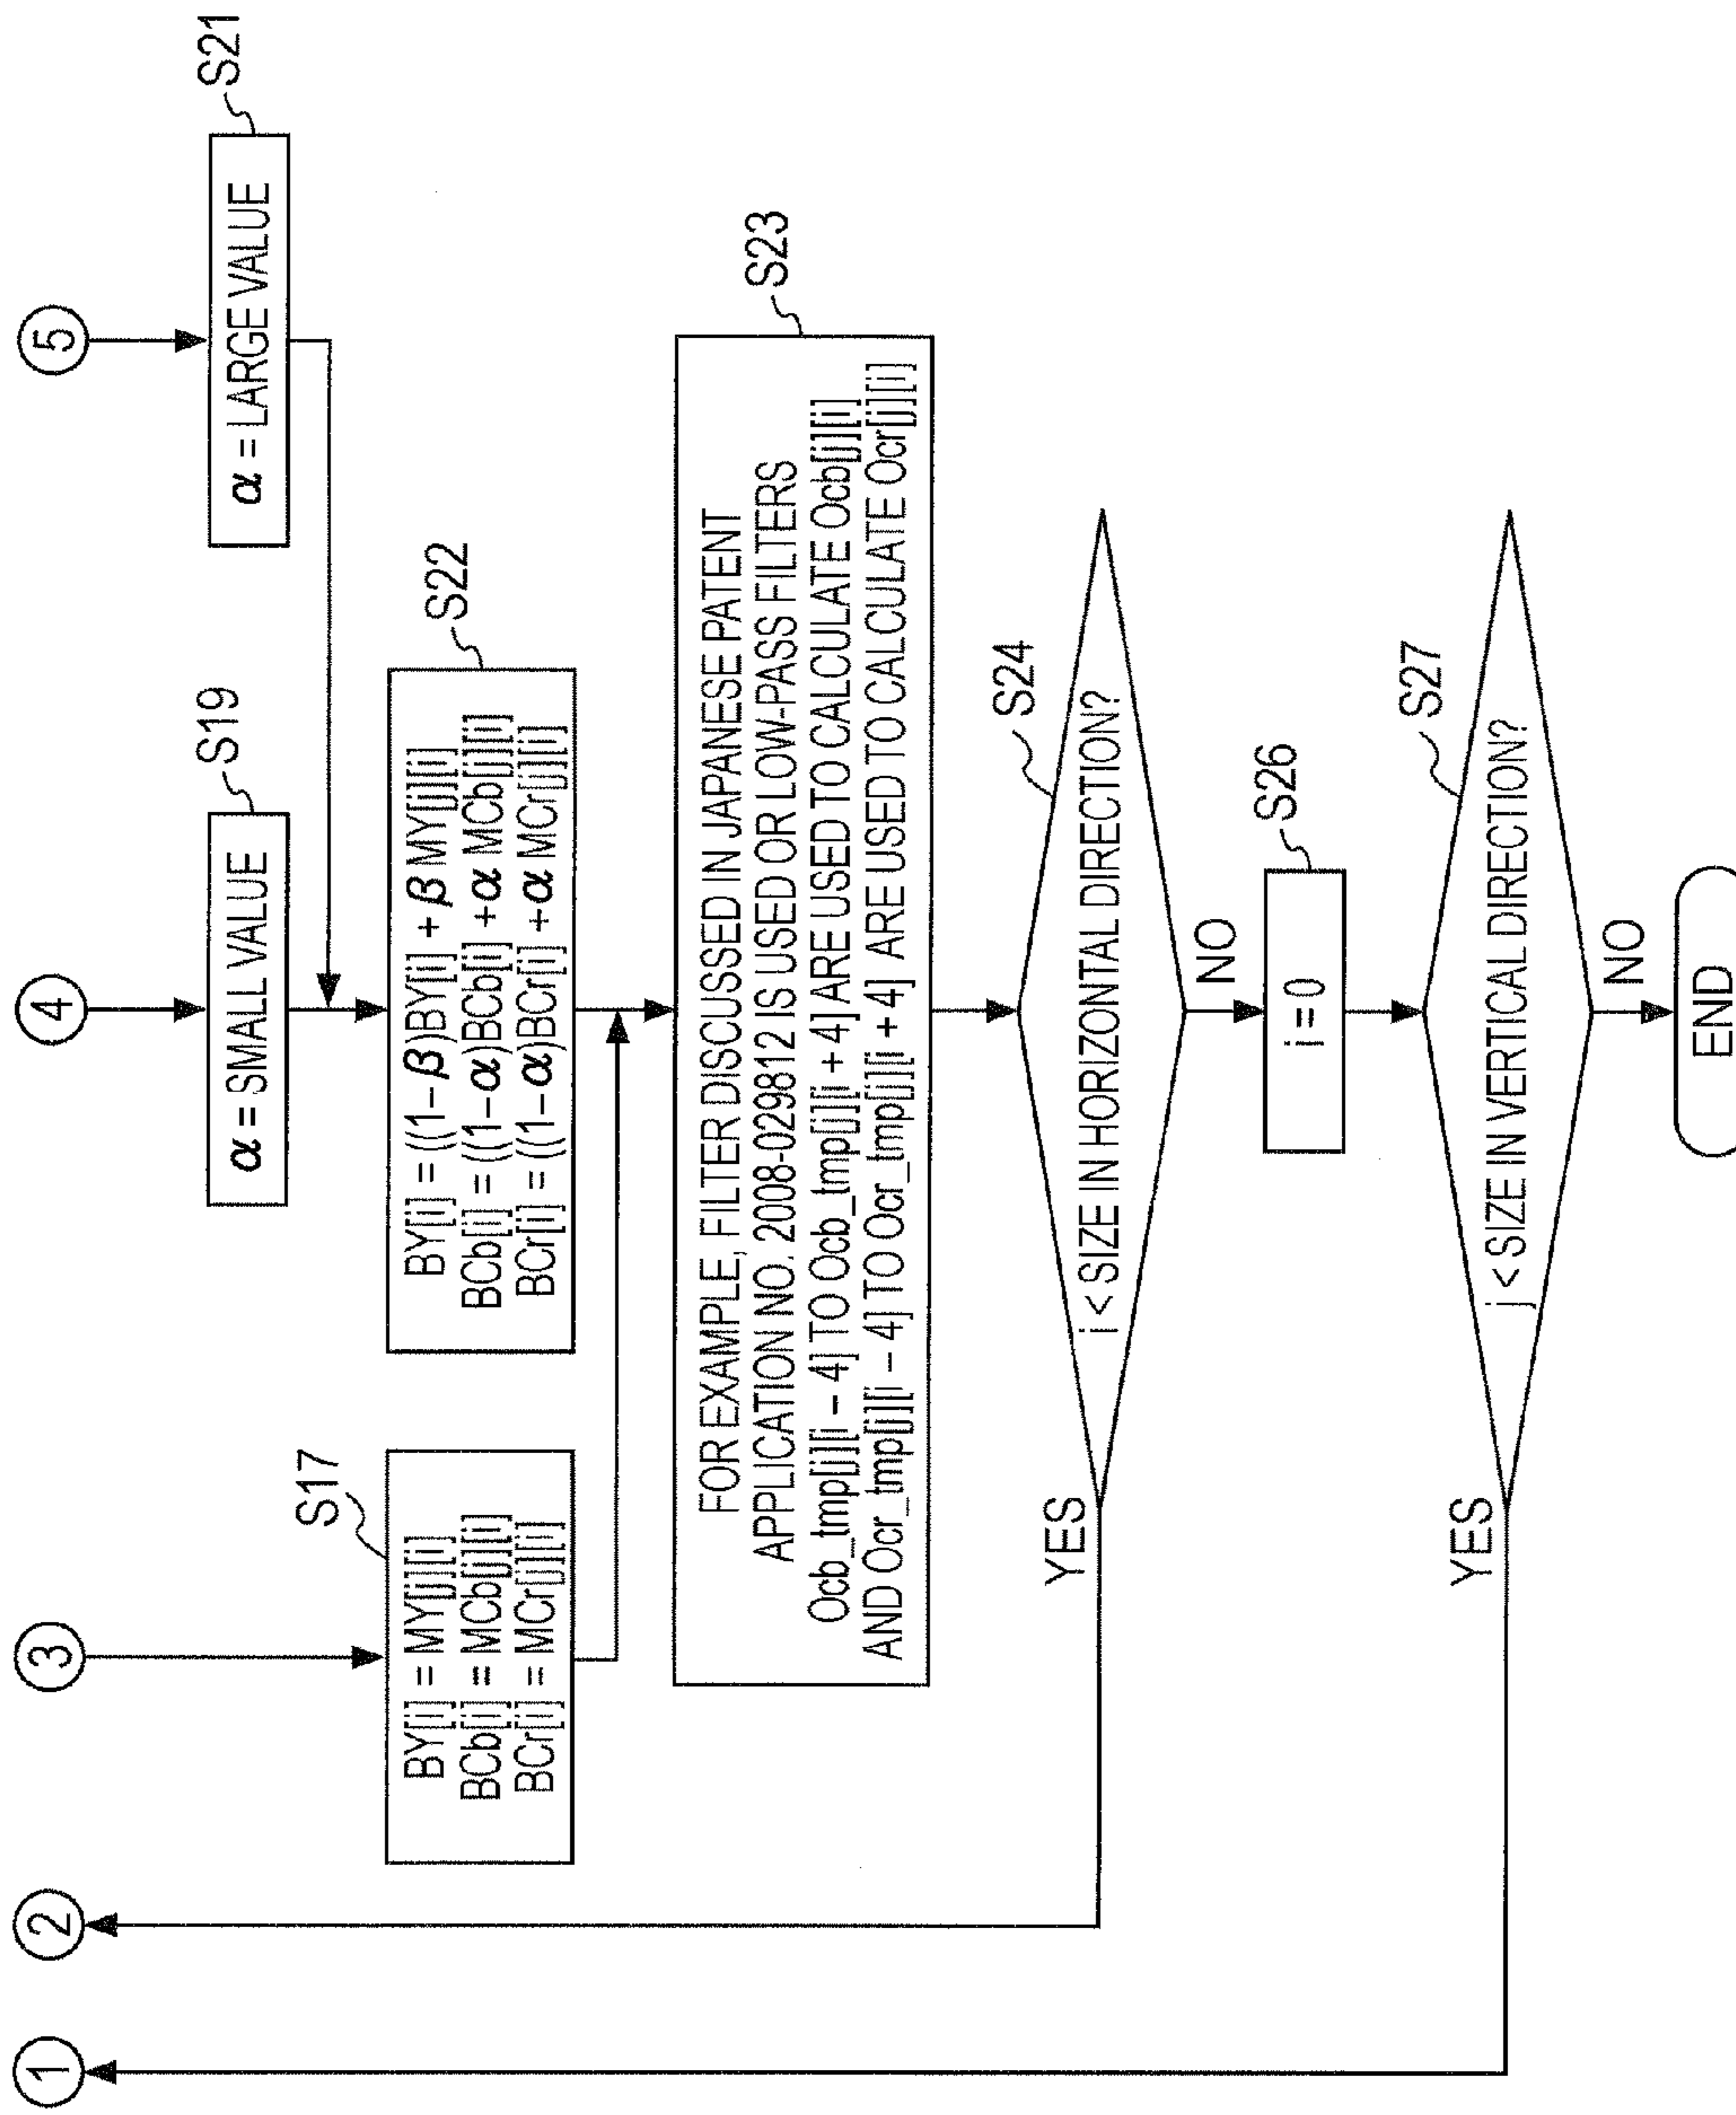 1
2
3
4
5
S17
BY[i] = MY[j][i]
BCb[i] = MCb[j][i]
BCr[i] = MCr[j][i]
S19
α = SMALL VALUE
S21
α = LARGE VALUE
S22
BY[i] = ((1-β)BY[i] + β MY[j][i]
BCb[i] = ((1-α)BCb[i] +α MCb[j][i]
BCr[i] = ((1-α)BCr[i] +α MCr[j][i]
S23
FOR EXAMPLE, FILTER DISCUSSED IN JAPANESE PATENT
APPLICATION NO. 2008-029812 IS USED OR LOW-PASS FILTERS
Ocb_tmp[j][i – 4] TO Ocb_tmp[j][i + 4] ARE USED TO CALCULATE Ocb[j][i]
AND Ocr_tmp[j][i – 4] TO Ocr_tmp[j][i + 4] ARE USED TO CALCULATE Ocr[j][i]
S24
i < SIZE IN HORIZONTAL DIRECTION?
YES
NO
S26
i = 0
S27
j < SIZE IN VERTICAL DIRECTION?
YES
NO
END